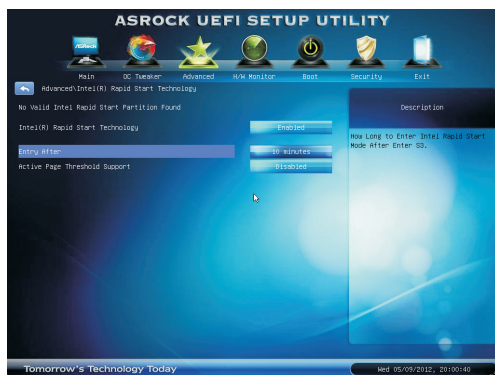 ASROCK UEFI SETUP UTILITY
ASRock
Main OC Tweaker Advanced H/W Monitor Boot Security Exit
Advanced\Intel(R) Rapid Start Technology
Description
No Valid Intel Rapid Start Partition Found
Intel(R) Rapid Start Technology Enabled
How Long to Enter Intel Rapid Start
Mode After Enter S3.
Entry After 10 minutes
Active Page Threshold Support Disabled
Tomorrow's Technology Today
Wed 05/09/2012, 20:00:40